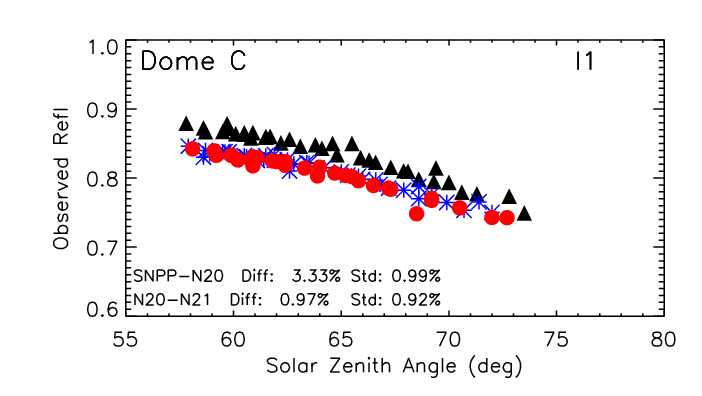 Dome C
I1
1.0
0.9
0.8
0.7
0.6
Observed Refl
SNPP−N20 Diff: 3.33% Std: 0.99%
N20−N21 Diff: 0.97% Std: 0.92%
55 60 65 70 75 80
Solar Zenith Angle (deg)